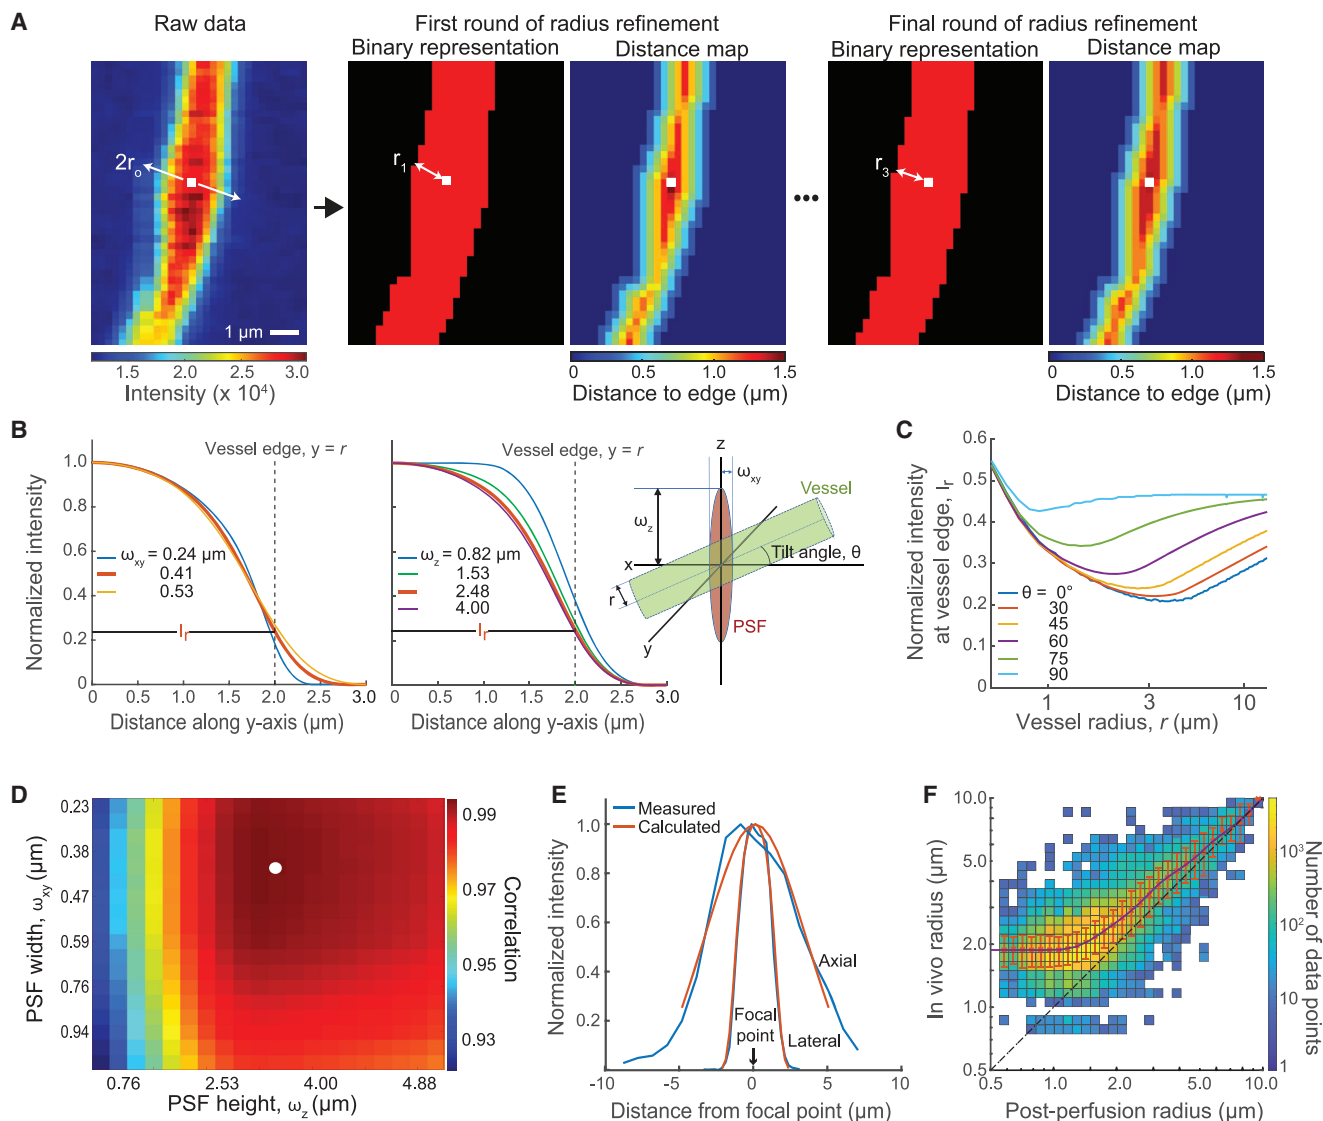 A
Raw data
First round of radius refinement
Final round of radius refinement
Binary representation
Distance map
Binary representation
Distance map
2rₒ
r₁
r₃
•••
1 µm
1.5 2.0 2.5 3.0
Intensity (x 10⁴)
0 0.5 1.0 1.5
Distance to edge (µm)
0 0.5 1.0 1.5
Distance to edge (µm)
B
Vessel edge, y = r
Normalized intensity
1.0
0.8
0.6
0.4
0.2
0
ω_xy = 0.24 µm
0.41
0.53
I_r
0 0.5 1.0 1.5 2.0 2.5 3.0
Distance along y-axis (µm)
Vessel edge, y = r
ω_z = 0.82 µm
1.53
2.48
4.00
I_r
0 0.5 1.0 1.5 2.0 2.5 3.0
Distance along y-axis (µm)
z
ω_xy
Vessel
ω_z
x
Tilt angle, θ
r
PSF
y
C
Normalized intensity
at vessel edge, I_r
0.6
0.5
0.4
0.3
0.2
0.1
0
θ = 0°
30
45
60
75
90
1 3 10
Vessel radius, r (µm)
D
PSF width, ω_xy (µm)
0.23
0.38
0.47
0.59
0.76
0.94
0.76 2.53 4.00 4.88
PSF height, ω_z (µm)
0.99
0.97
0.95
0.93
Correlation
E
Measured
Calculated
Normalized intensity
1.0
0.8
0.6
0.4
0.2
Axial
Focal
point
Lateral
-10 -5 0 5 10
Distance from focal point (µm)
F
In vivo radius (µm)
10.0
5.0
2.0
1.0
0.5
0.5 1.0 2.0 5.0 10.0
Post-perfusion radius (µm)
10³
10²
10
1
Number of data points